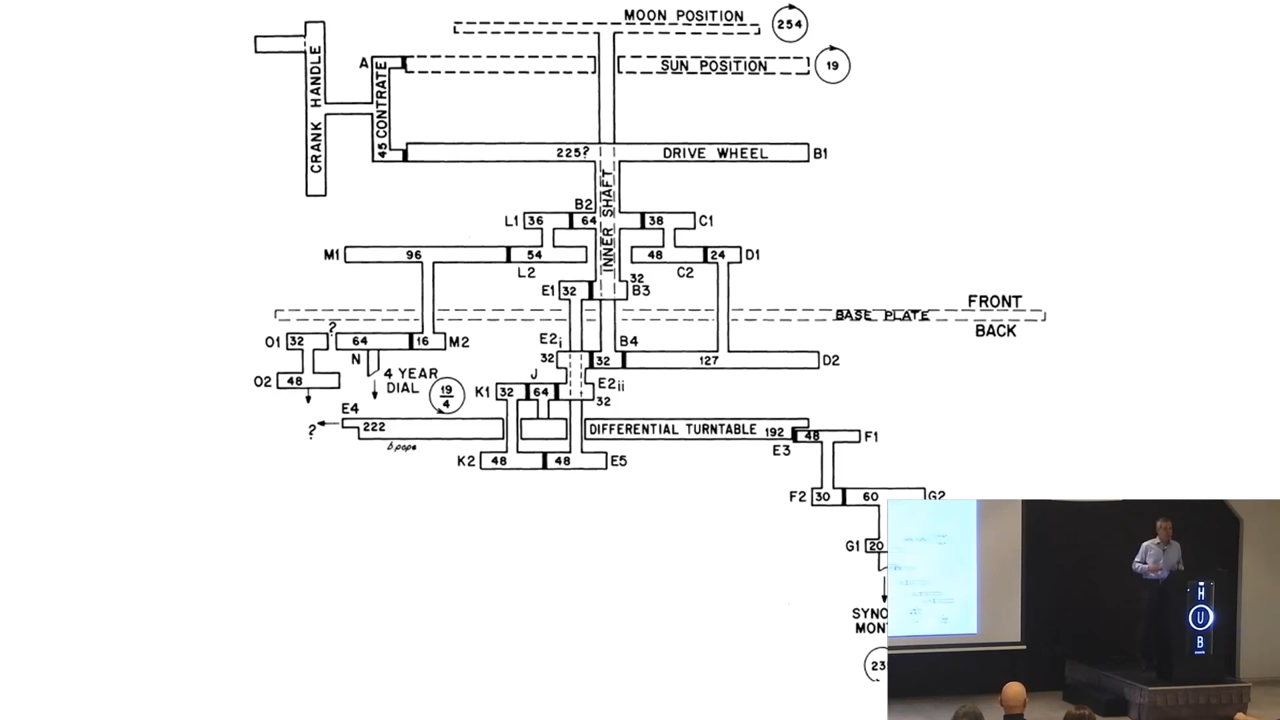 MOON POSITION
254
CRANK HANDLE
A
45 CONTRATE
SUN POSITION
19
225?
DRIVE WHEEL
B1
INNER SHAFT
B2
L1
36
64
38
C1
M1
96
54
48
24
D1
L2
C2
32
E1
32
B3
FRONT
BASE PLATE
BACK
?
O1
32
64
16
M2
E2i
B4
N
32
32
127
D2
O2
48
4 YEAR
DIAL
19
4
J
K1
32
64
E2ii
32
E4
?
222
DIFFERENTIAL TURNTABLE
192
48
F1
E3
K2
48
48
E5
F2
30
60
G2
G1
20
SYNO
MON
23
H
U
B